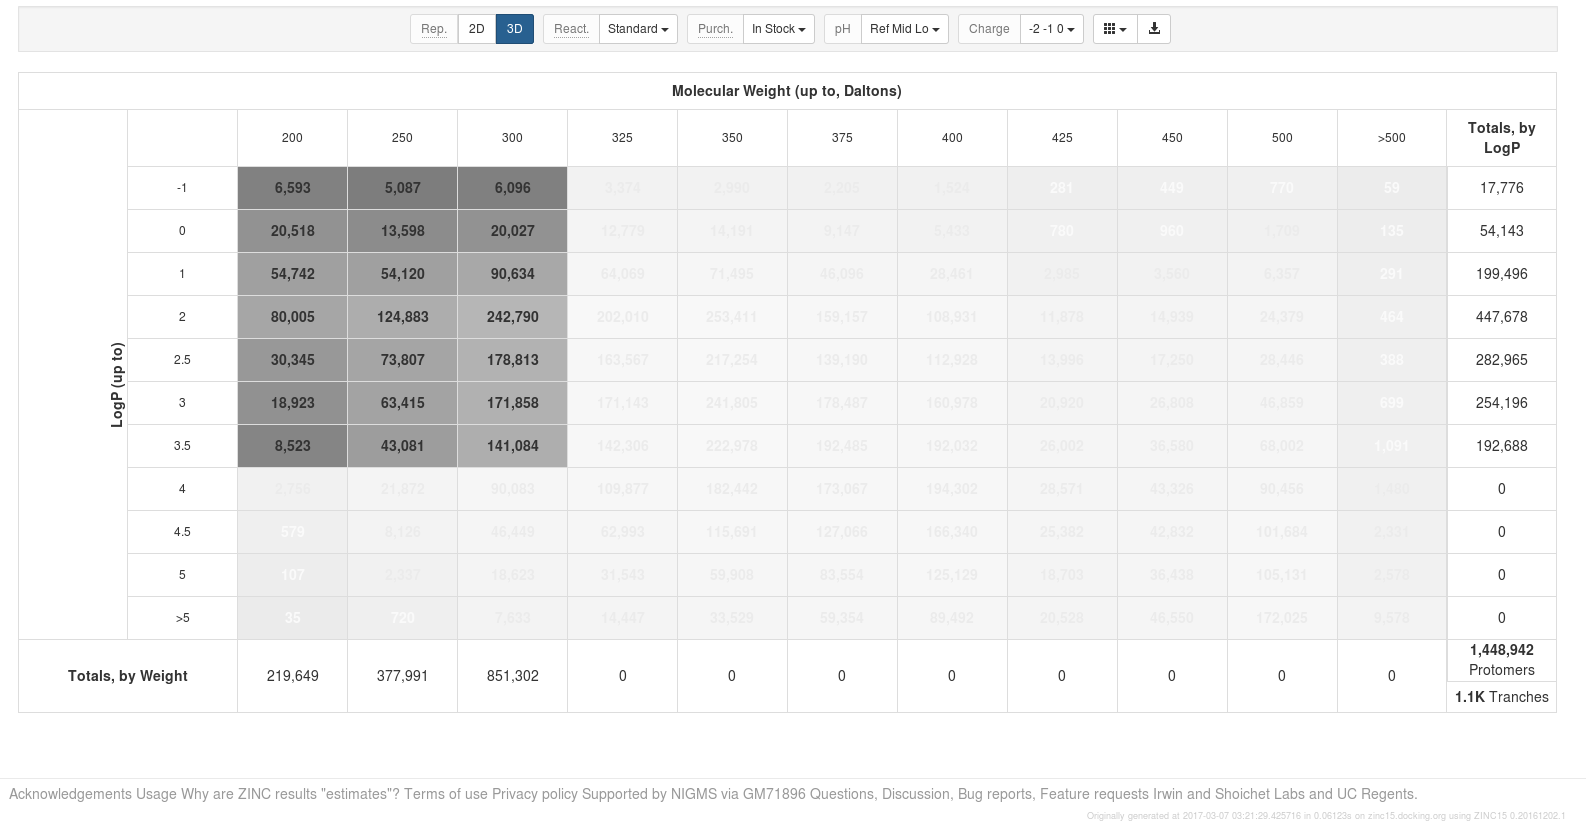 Rep. 2D 3D React. Standard Purch. In Stock pH Ref Mid Lo Charge -2 -1 0
Molecular Weight (up to, Daltons)
200 250 300 325 350 375 400 425 450 500 >500 Totals, by LogP
LogP (up to)
-1 6,593 5,087 6,096 3,374 2,990 2,205 1,524 281 449 770 59 17,776
0 20,518 13,598 20,027 12,779 14,191 9,147 5,433 780 960 1,799 135 54,143
1 54,742 54,120 90,634 64,069 71,495 46,096 28,461 2,885 3,560 6,357 291 199,496
2 80,005 124,883 242,790 202,010 253,411 159,157 108,931 11,878 14,939 24,379 464 447,678
2.5 30,345 73,807 178,813 163,567 217,254 139,190 112,928 13,996 17,250 28,446 388 282,965
3 18,923 63,415 171,858 171,143 241,805 178,487 160,978 20,920 26,808 46,859 699 254,196
3.5 8,523 43,081 141,084 142,306 222,978 192,485 192,032 26,002 36,580 68,002 1,091 192,688
4 21,872 90,083 109,877 182,442 173,067 194,302 28,571 43,326 90,456 0
4.5 579 8,126 46,449 62,993 115,691 127,066 166,340 25,382 42,832 101,684 2,331 0
5 107 2,937 18,623 31,543 59,908 83,554 125,129 18,703 36,438 105,131 2,578 0
>5 35 720 7,633 14,447 33,529 59,354 89,492 20,528 46,550 172,025 9,578 0
Totals, by Weight 219,649 377,991 851,302 0 0 0 0 0 0 0 0 1,448,942 Protomers
1.1K Tranches
Acknowledgements Usage Why are ZINC results "estimates"? Terms of use Privacy policy Supported by NIGMS via GM71896 Questions, Discussion, Bug reports, Feature requests Irwin and Shoichet Labs and UC Regents.
Originally generated at 2017-03-07 03:21:29.425716 in 0.06123s on zinc15.docking.org using ZINC15 0.20161202.1